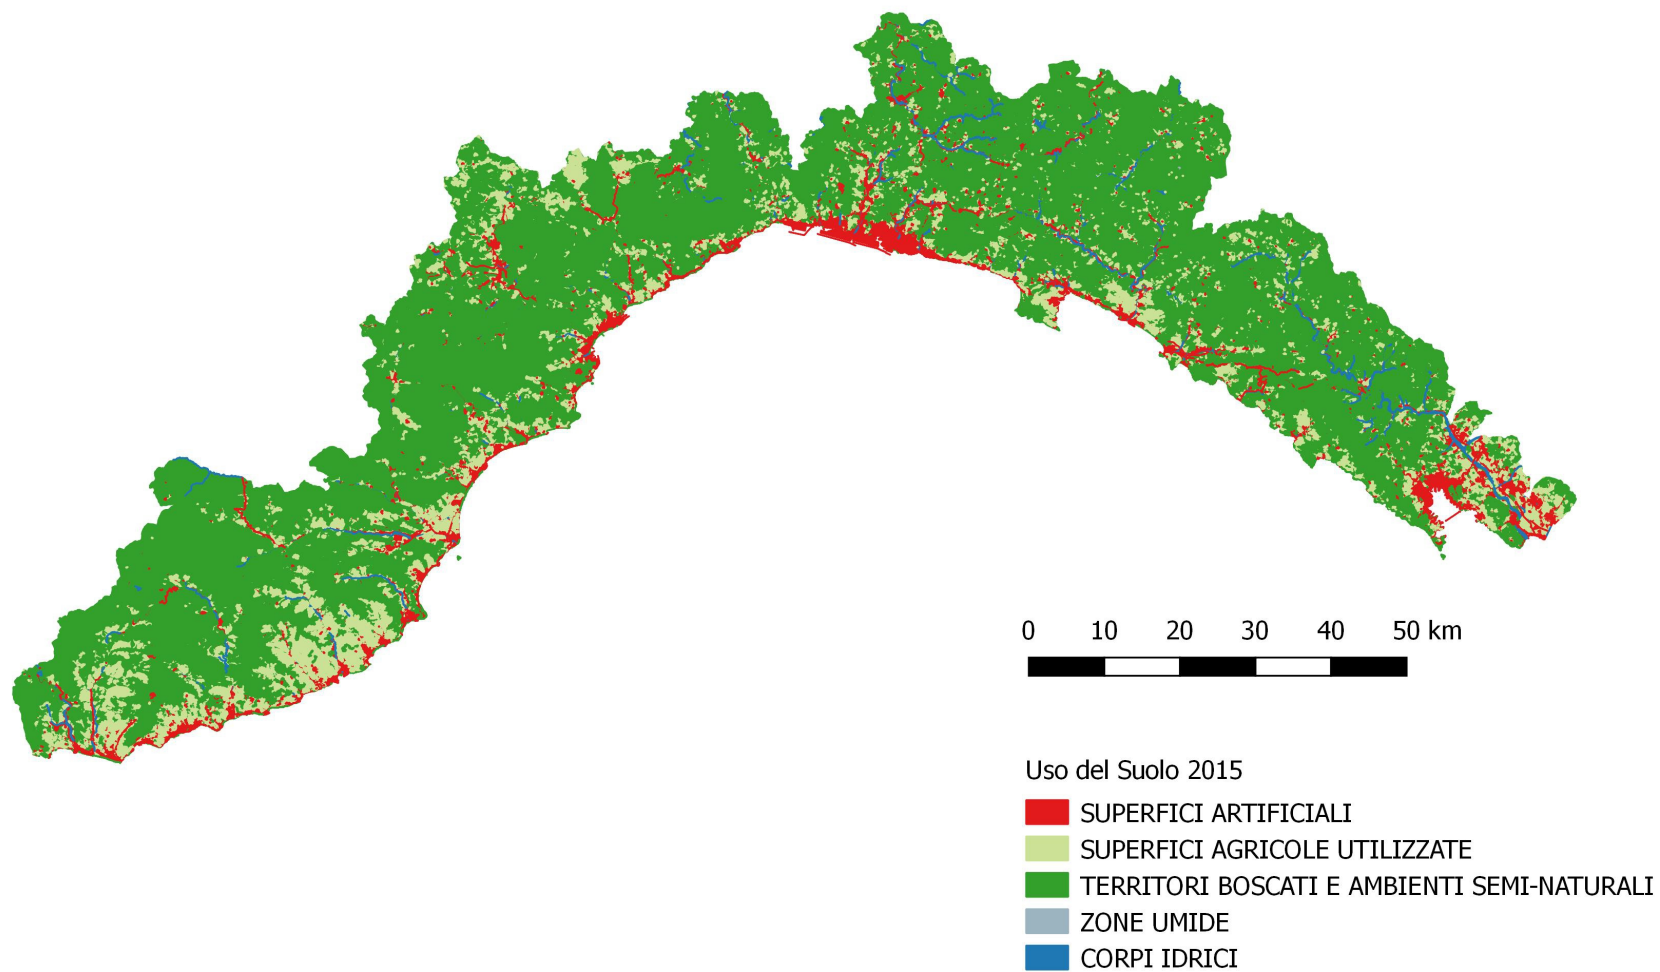 0 10 20 30 40 50 km
Uso del Suolo 2015
SUPERFICI ARTIFICIALI
SUPERFICI AGRICOLE UTILIZZATE
TERRITORI BOSCATI E AMBIENTI SEMI-NATURALI
ZONE UMIDE
CORPI IDRICI